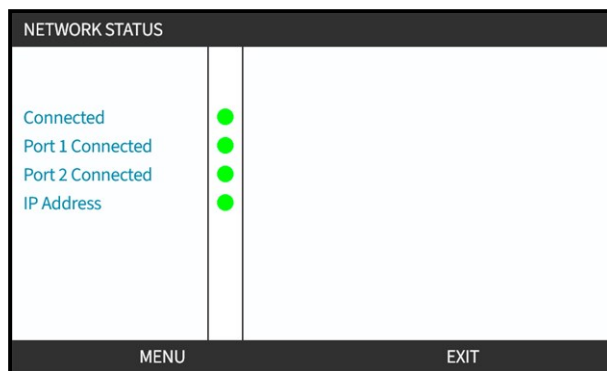 NETWORK STATUS
Connected
Port 1 Connected
Port 2 Connected
IP Address
MENU EXIT